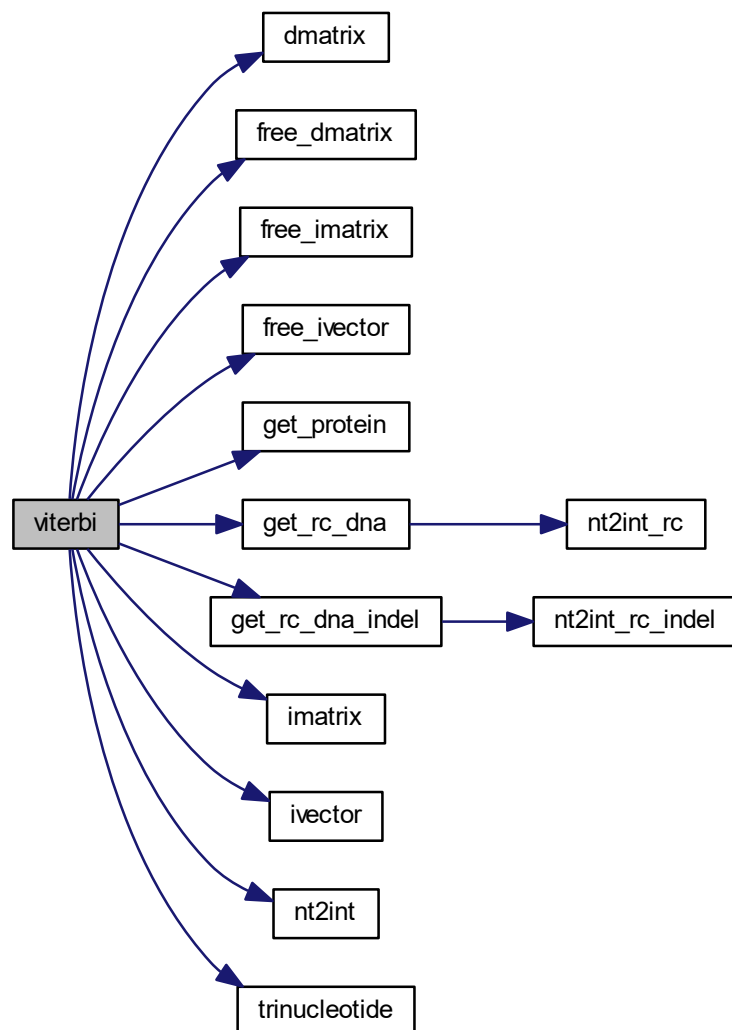 dmatrix
free_dmatrix
free_imatrix
free_ivector
get_protein
viterbi
get_rc_dna
nt2int_rc
get_rc_dna_indel
nt2int_rc_indel
imatrix
ivector
nt2int
trinucleotide